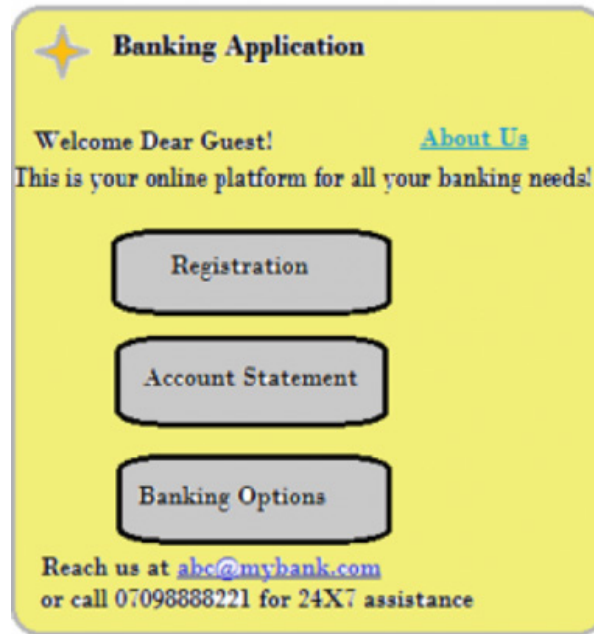 Banking Application
Welcome Dear Guest! About Us
This is your online platform for all your banking needs!
Registration
Account Statement
Banking Options
Reach us at abc@mybank.com
or call 07098888221 for 24X7 assistance